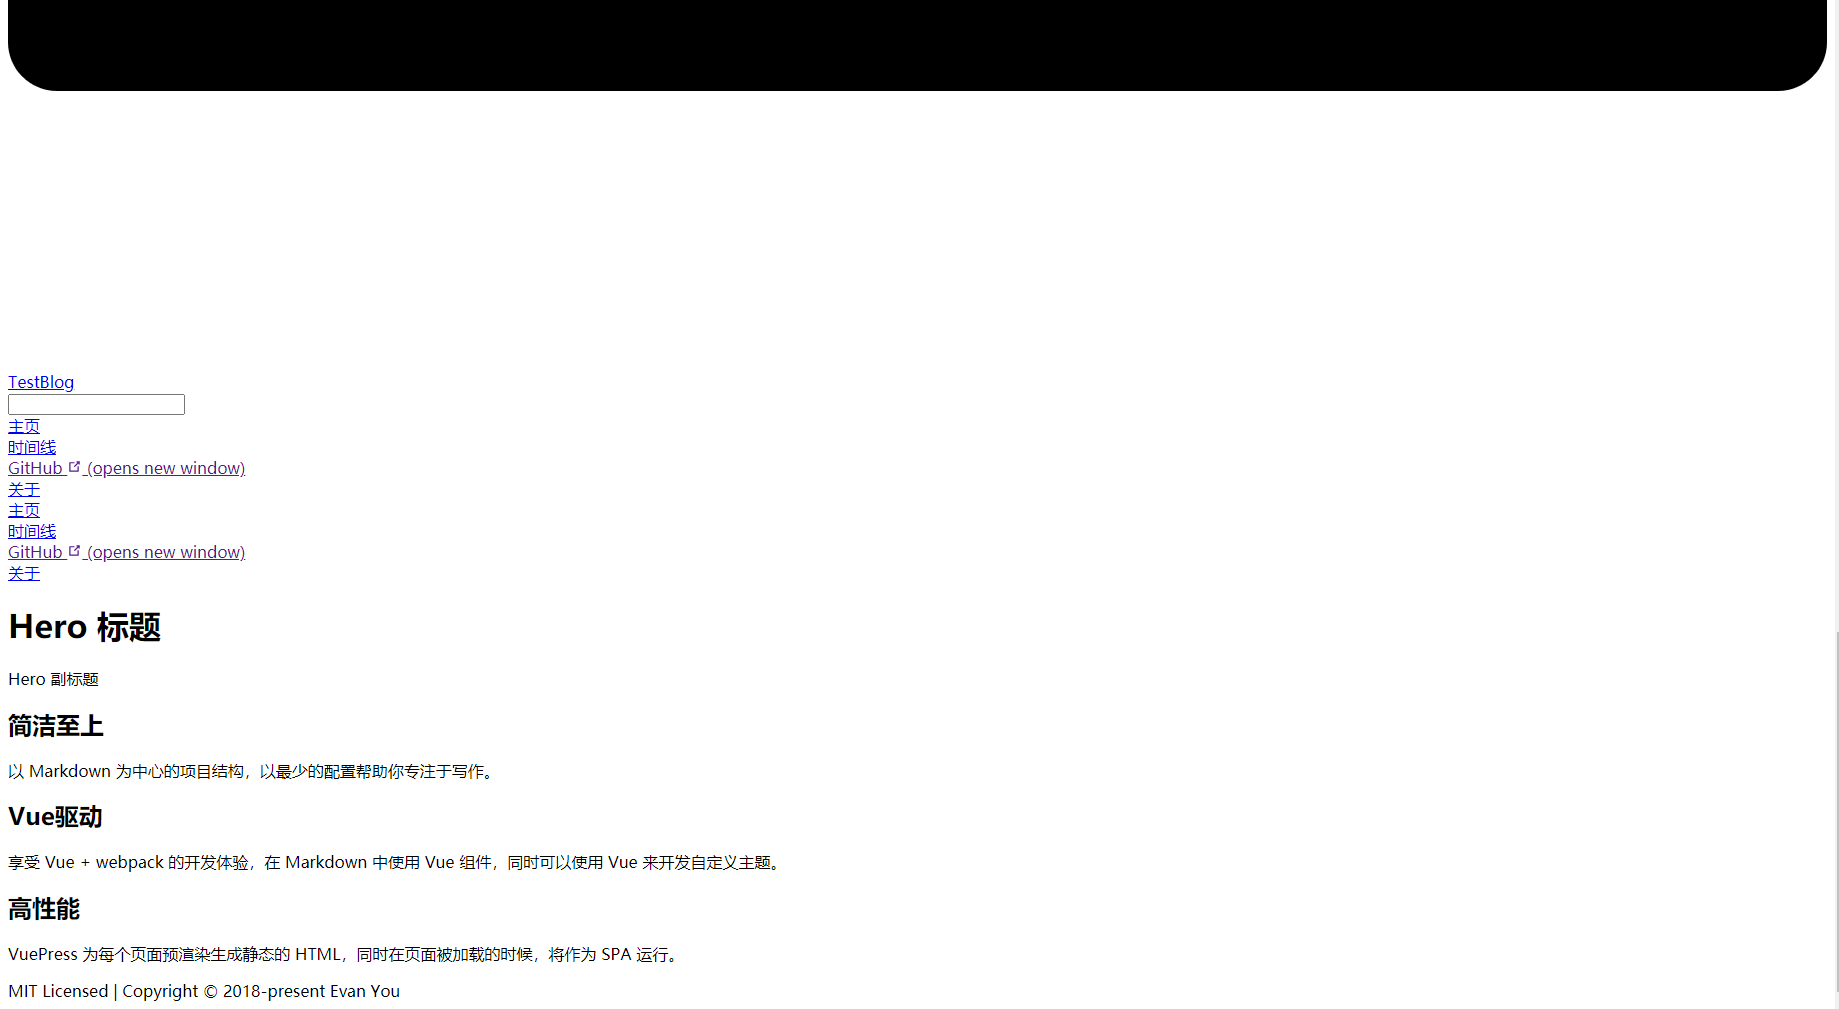 TestBlog
主页
时间线
GitHub (opens new window)
关于
主页
时间线
GitHub (opens new window)
关于
Hero 标题
Hero 副标题
简洁至上
以 Markdown 为中心的项目结构，以最少的配置帮助你专注于写作。
Vue驱动
享受 Vue + webpack 的开发体验，在 Markdown 中使用 Vue 组件，同时可以使用 Vue 来开发自定义主题。
高性能
VuePress 为每个页面预渲染生成静态的 HTML，同时在页面被加载的时候，将作为 SPA 运行。
MIT Licensed | Copyright © 2018-present Evan You